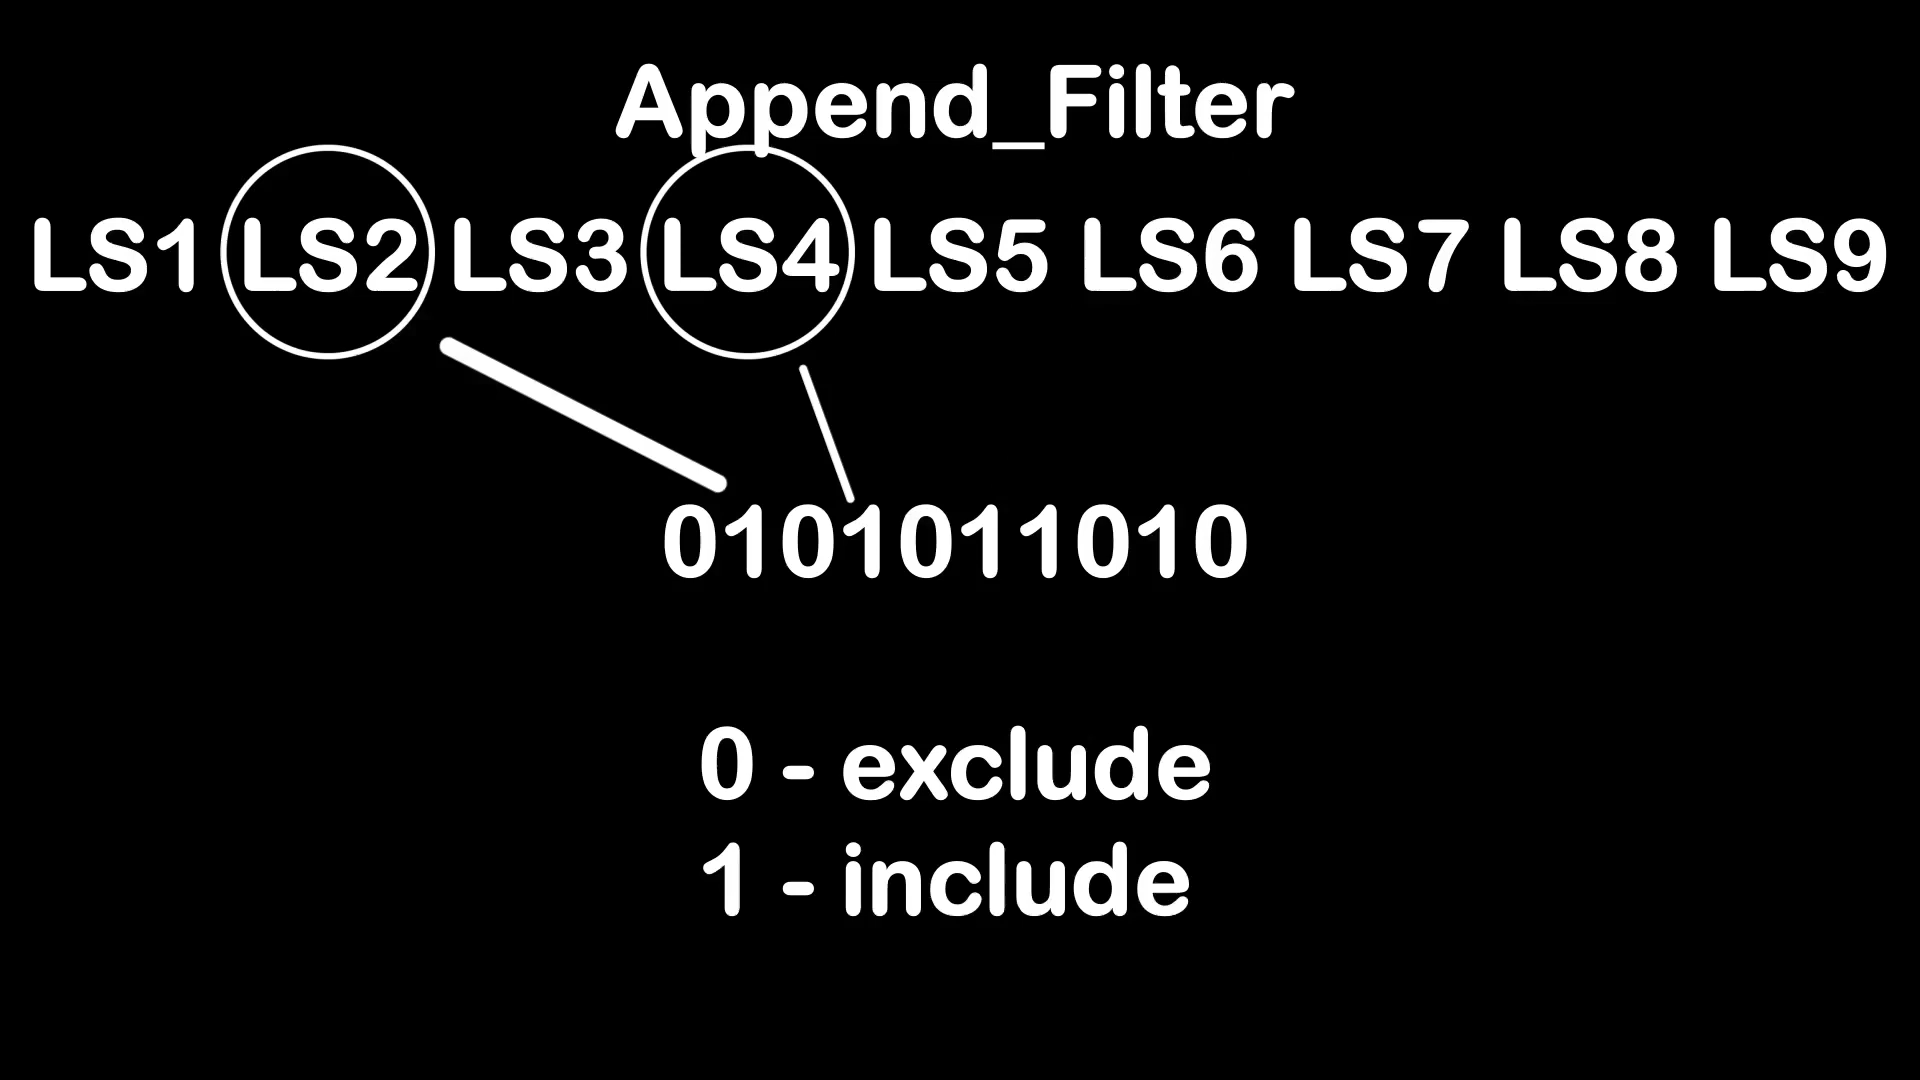 Append_Filter
LS1 LS2 LS3 LS4 LS5 LS6 LS7 LS8 LS9
0101011010
0 - exclude
1 - include